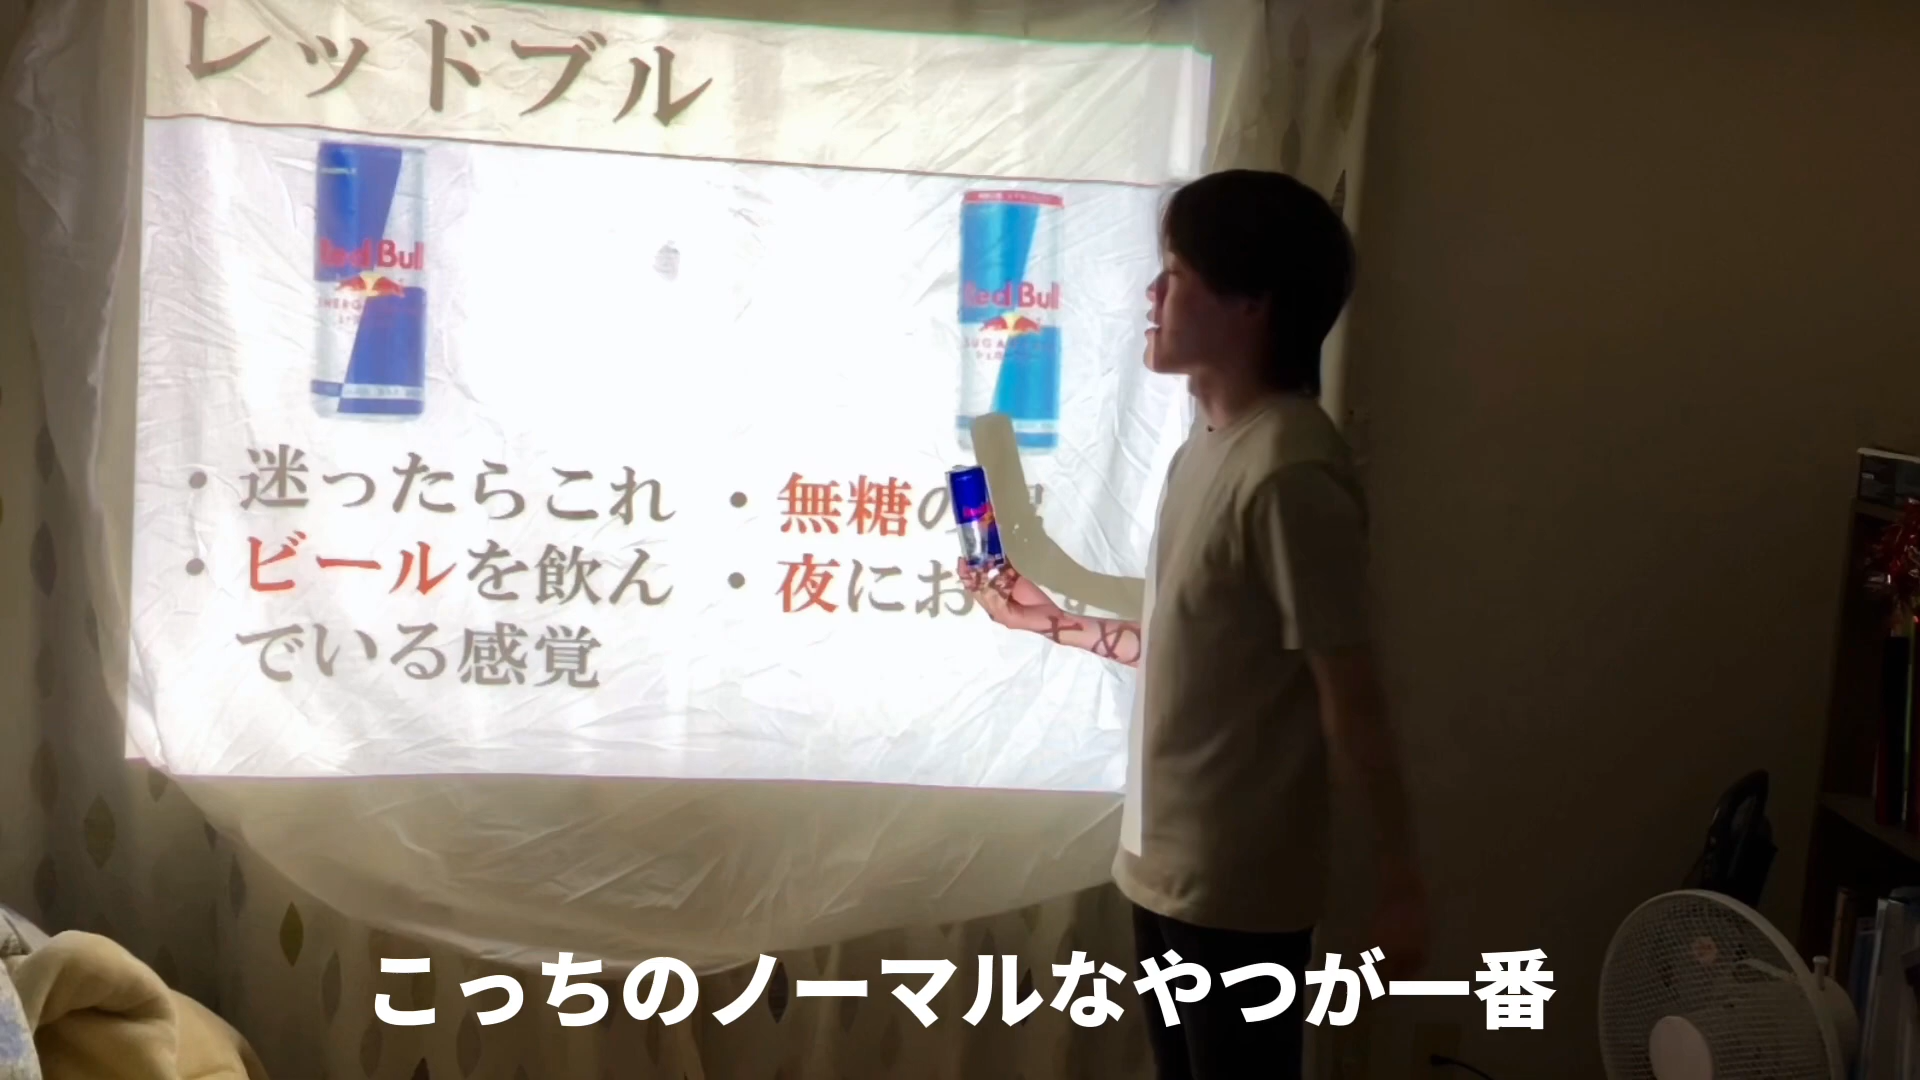 レッドブル
Red Bull
Red Bull
・迷ったらこれ
・ビールを飲ん
でいる感覚
・無糖の
・夜にお
すめ
こっちのノーマルなやつが一番